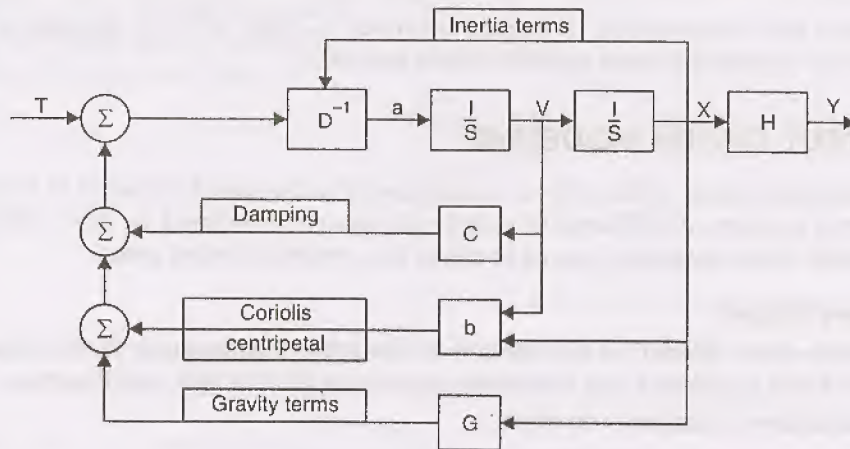 Inertia terms
T
Σ
D⁻¹
a
I
S
V
I
S
X
H
Y
Damping
Σ
C
Coriolis
centripetal
Σ
b
Gravity terms
G